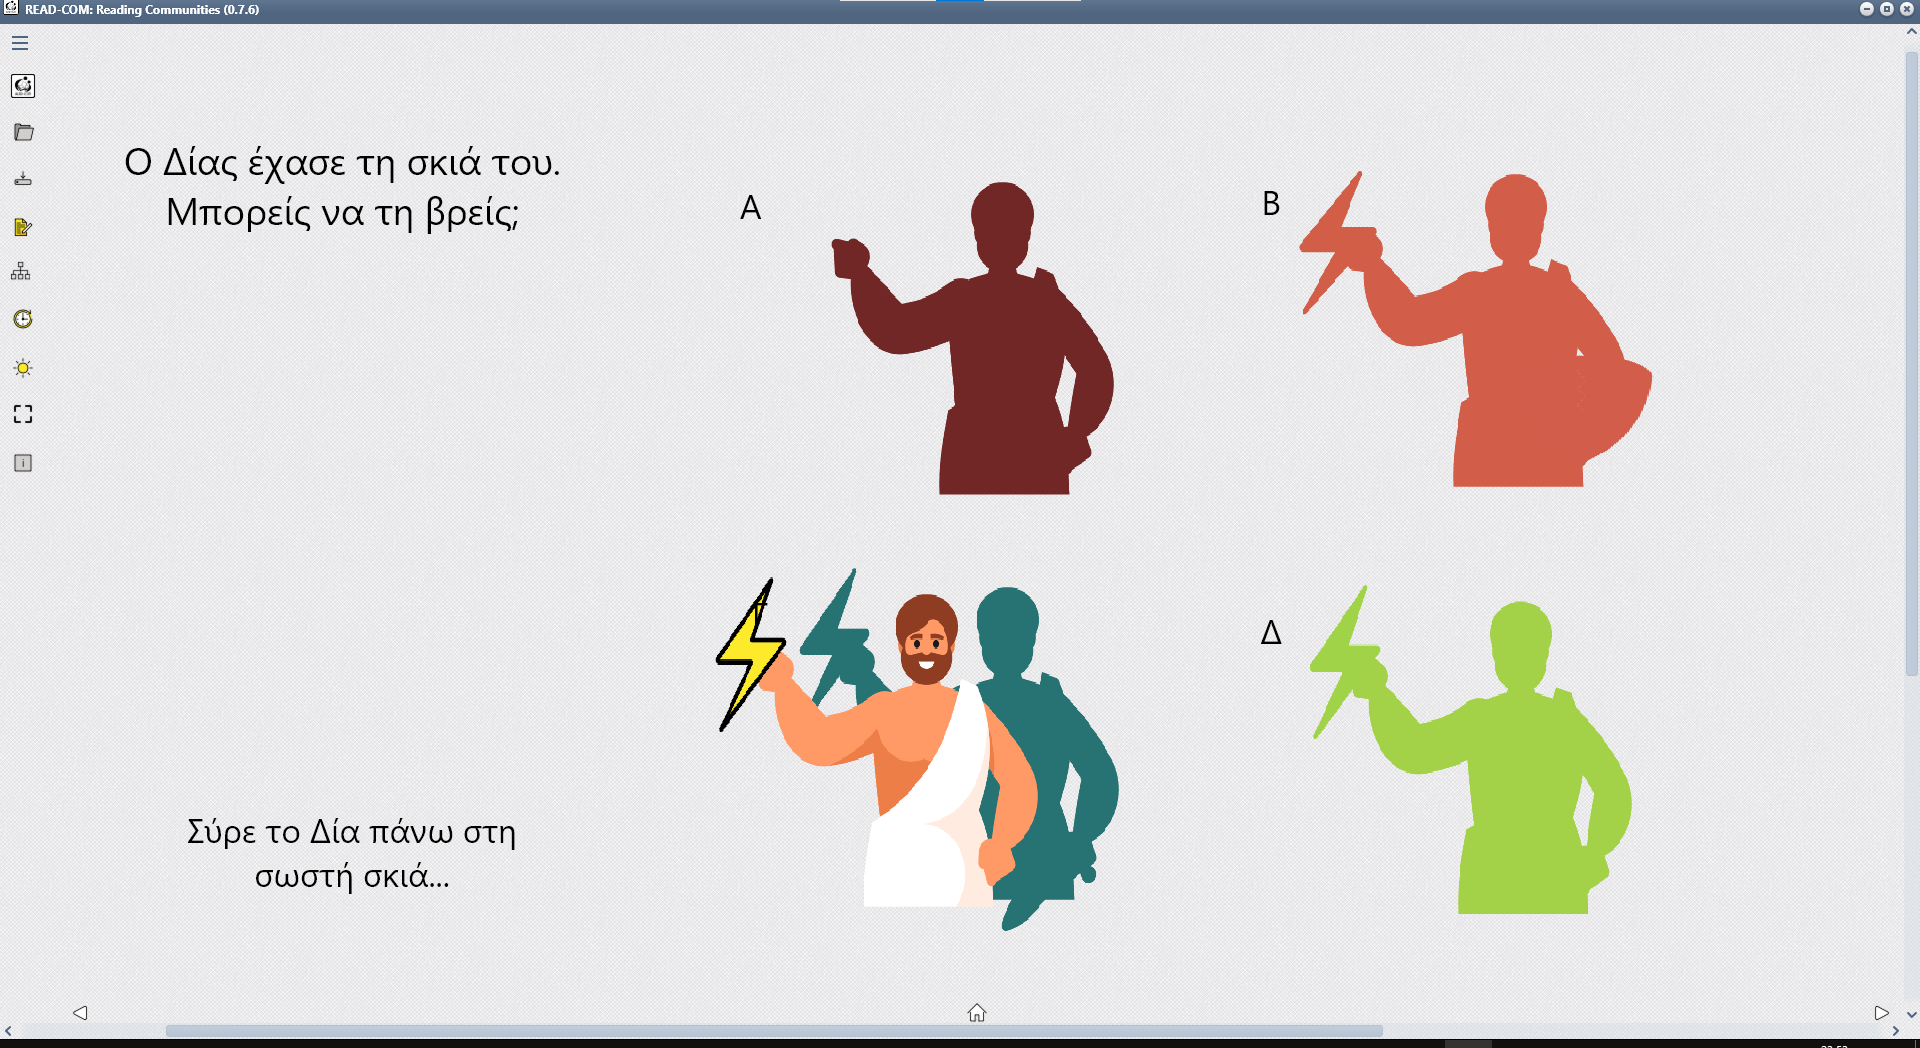 READ-COM: Reading Communities (0.7.6)
Ο Δίας έχασε τη σκιά του.
Μπορείς να τη βρείς;
Α
Β
Δ
Σύρε το Δία πάνω στη
σωστή σκιά...